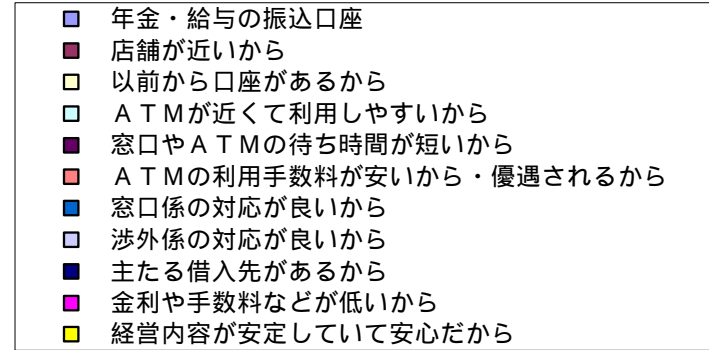 年金・給与の振込口座
店舗が近いから
以前から口座があるから
ＡＴＭが近くて利用しやすいから
窓口やＡＴＭの待ち時間が短いから
ＡＴＭの利用手数料が安いから・優遇されるから
窓口係の対応が良いから
渉外係の対応が良いから
主たる借入先があるから
金利や手数料などが低いから
経営内容が安定していて安心だから